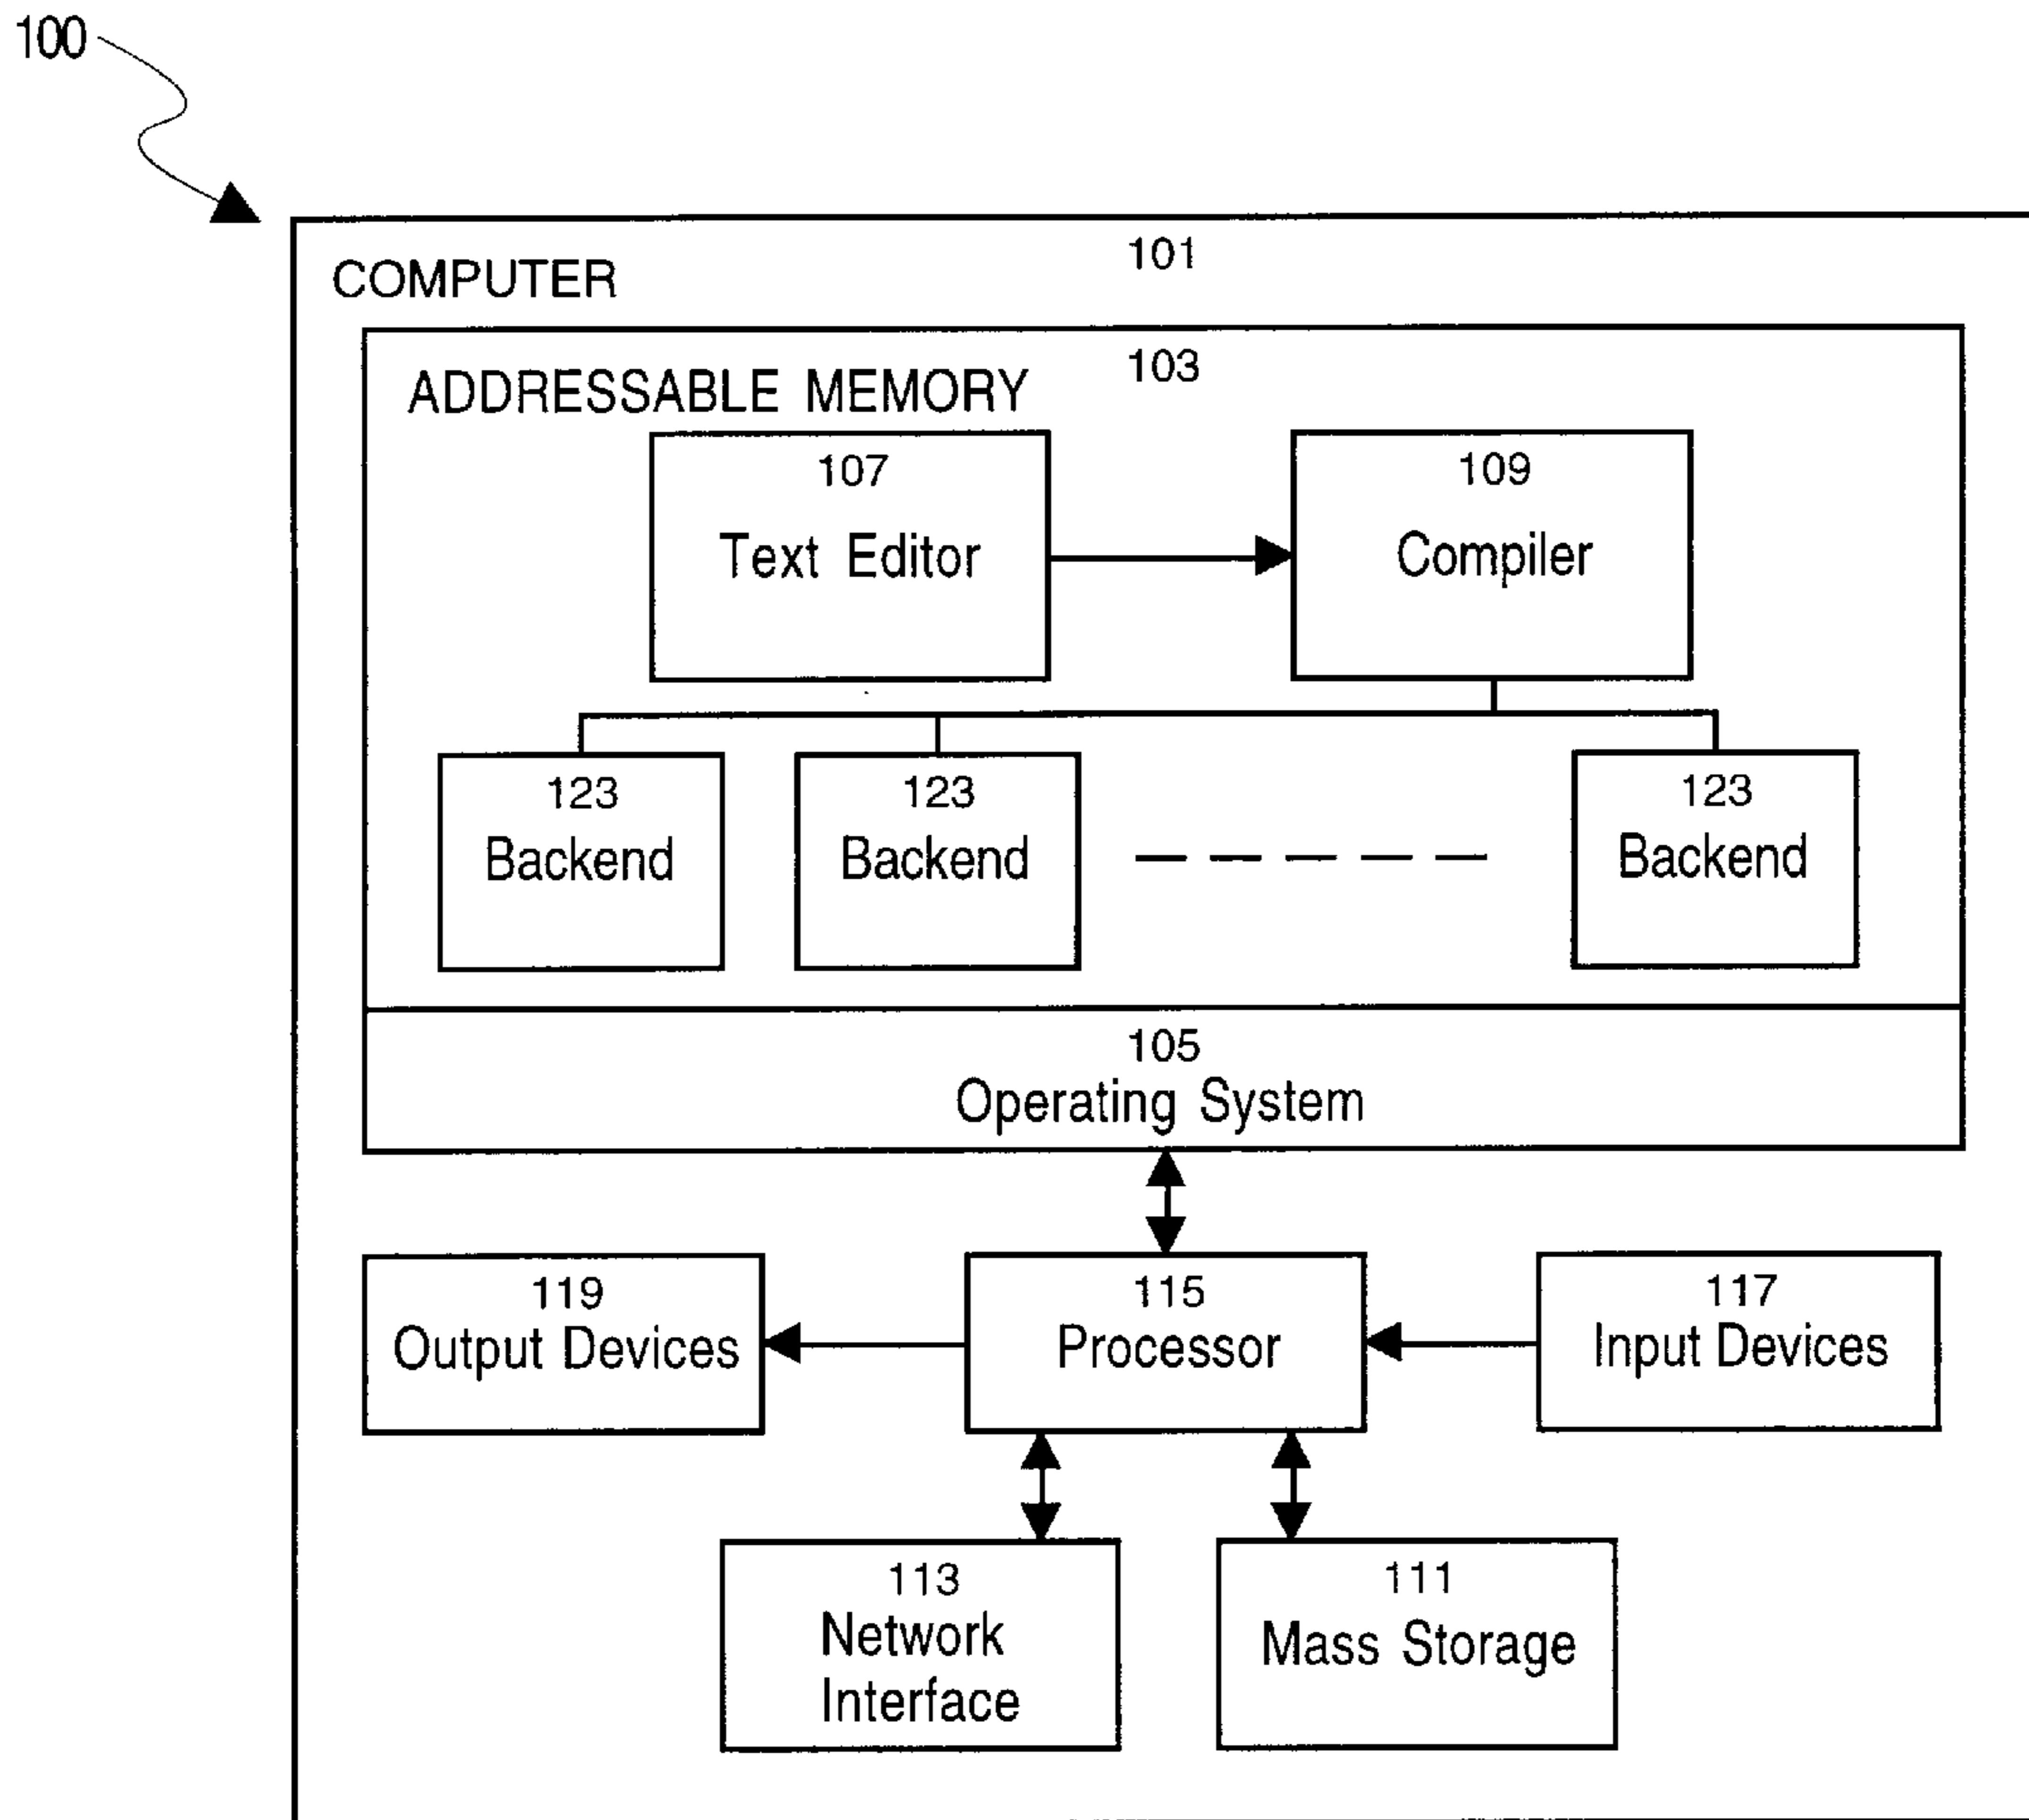 100
101
COMPUTER
103
ADDRESSABLE MEMORY
107
Text Editor
109
Compiler
123
Backend
123
Backend
123
Backend
105
Operating System
119
Output Devices
115
Processor
117
Input Devices
113
Network
Interface
111
Mass Storage